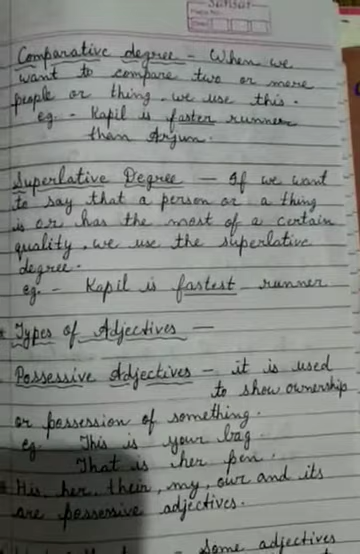 Comparative degree - When we
want to compare two or more
people or thing, we use this.
eg. - Kapil is faster runner
than Arjun.
Superlative Degree - If we want
to say that a person or a thing
is or has the most of a certain
quality, we use the superlative
degree.
eg. - Kapil is fastest runner
Types of Adjectives -
Possessive Adjectives - it is used
to show ownership
or possession of something.
eg. This is your bag.
That is her pen.
His, her, their, my, our and its
are possessive adjectives.
Some adjectives